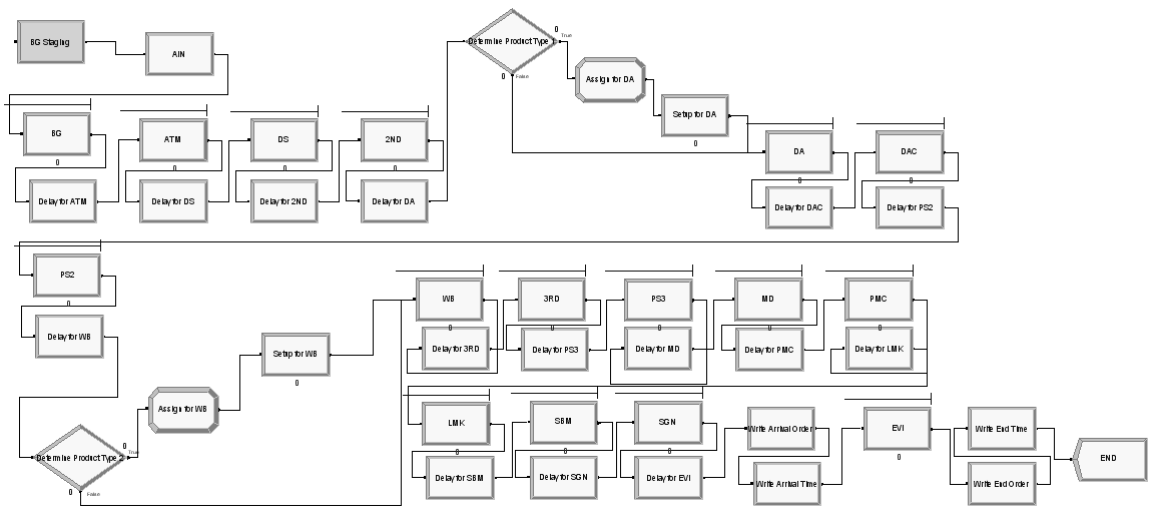 BG Staging
AIN
Determine Product Type 1
0
True
0
False
Assign for DA
Setup for DA
0
BG
0
ATM
0
DS
0
2ND
0
DA
0
DAC
0
Delay for ATM
Delay for DS
Delay for 2ND
Delay for DA
Delay for DAC
Delay for PS2
PS2
0
Delay for WB
Setup for WB
0
Assign for WB
Determine Product Type 2
0
True
0
False
WB
0
3RD
0
PS3
0
MD
0
PMC
0
Delay for 3RD
Delay for PS3
Delay for MD
Delay for PMC
Delay for LMK
LMK
0
SBM
0
SGN
0
Write Arrival Order
EVI
0
Write End Time
END
Delay for SBM
Delay for SGN
Delay for EVI
Write Arrival Time
Write End Order